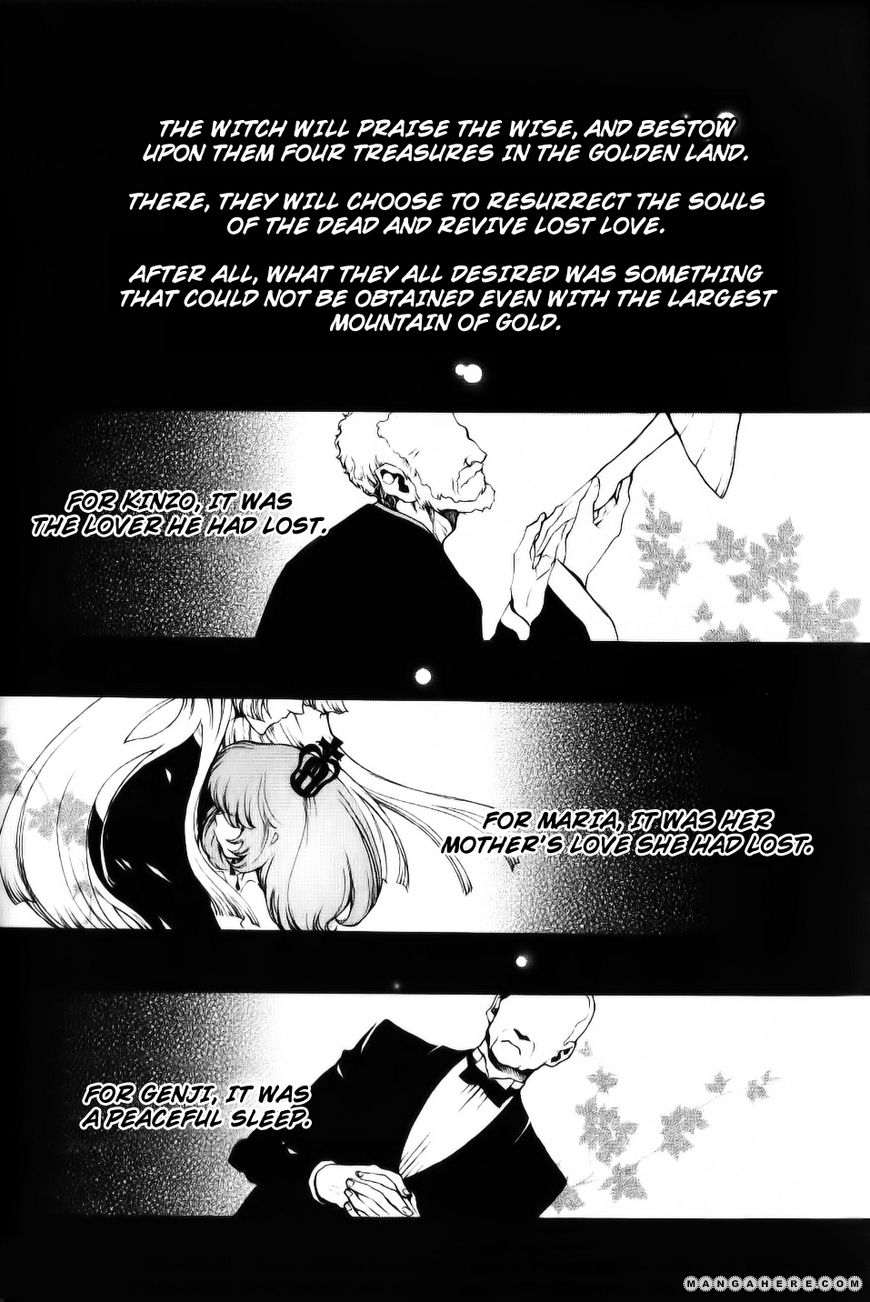 THE WITCH WILL PRAISE THE WISE, AND BESTOW
UPON THEM FOUR TREASURES IN THE GOLDEN LAND.
THERE, THEY WILL CHOOSE TO RESURRECT THE SOULS
OF THE DEAD AND REVIVE LOST LOVE.
AFTER ALL, WHAT THEY ALL DESIRED WAS SOMETHING
THAT COULD NOT BE OBTAINED EVEN WITH THE LARGEST
MOUNTAIN OF GOLD.
FOR KINZO, IT WAS
THE LOVER HE HAD LOST.
FOR MARIA, IT WAS HER
MOTHER'S LOVE SHE HAD LOST.
FOR GENJI, IT WAS
A PEACEFUL SLEEP.
MANGAHERE.COM